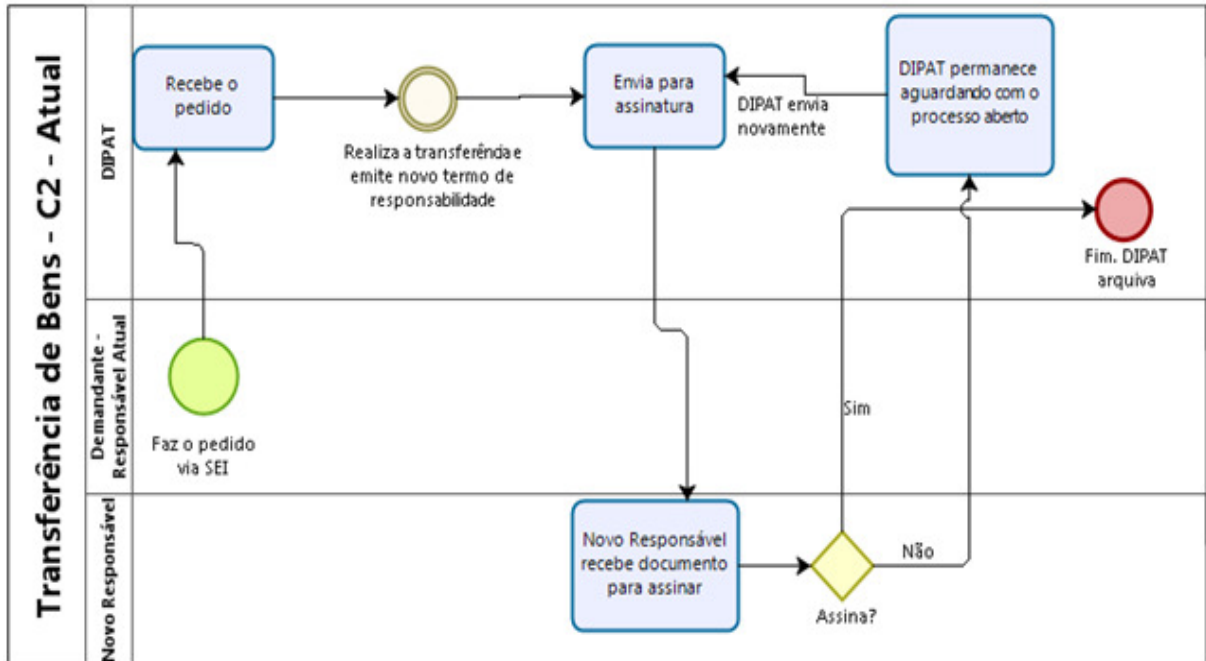 Transferência de Bens - C2 - Atual
DIPAT
Recebe o
pedido
Realiza a transferência e
emite novo termo de
responsabilidade
Envia para
assinatura
DIPAT envia
novamente
DIPAT permanece
aguardando com o
processo aberto
Fim. DIPAT
arquiva
Demandante -
Responsável Atual
Faz o pedido
via SEI
Sim
Novo Responsável
Novo Responsável
recebe documento
para assinar
Assina?
Não